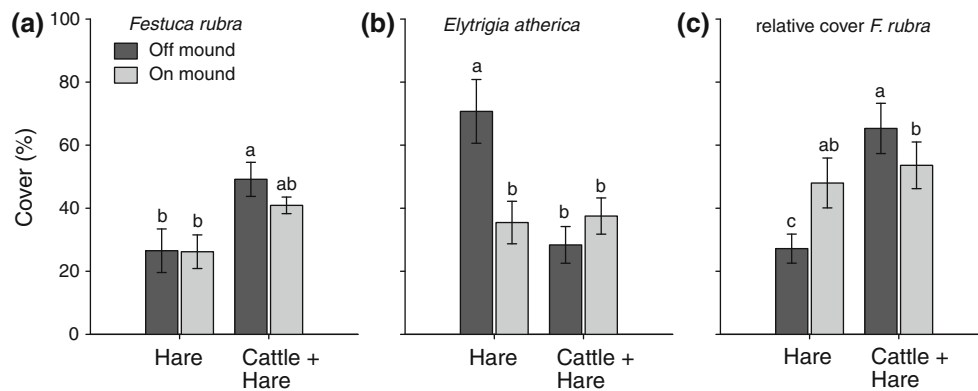 (a)
Festuca rubra
Off mound
On mound
Cover (%)
100
80
60
40
20
0
b
b
a
ab
Hare
Cattle +
Hare
(b)
Elytrigia atherica
a
b
b
b
Hare
Cattle +
Hare
(c)
relative cover F. rubra
c
ab
a
b
Hare
Cattle +
Hare